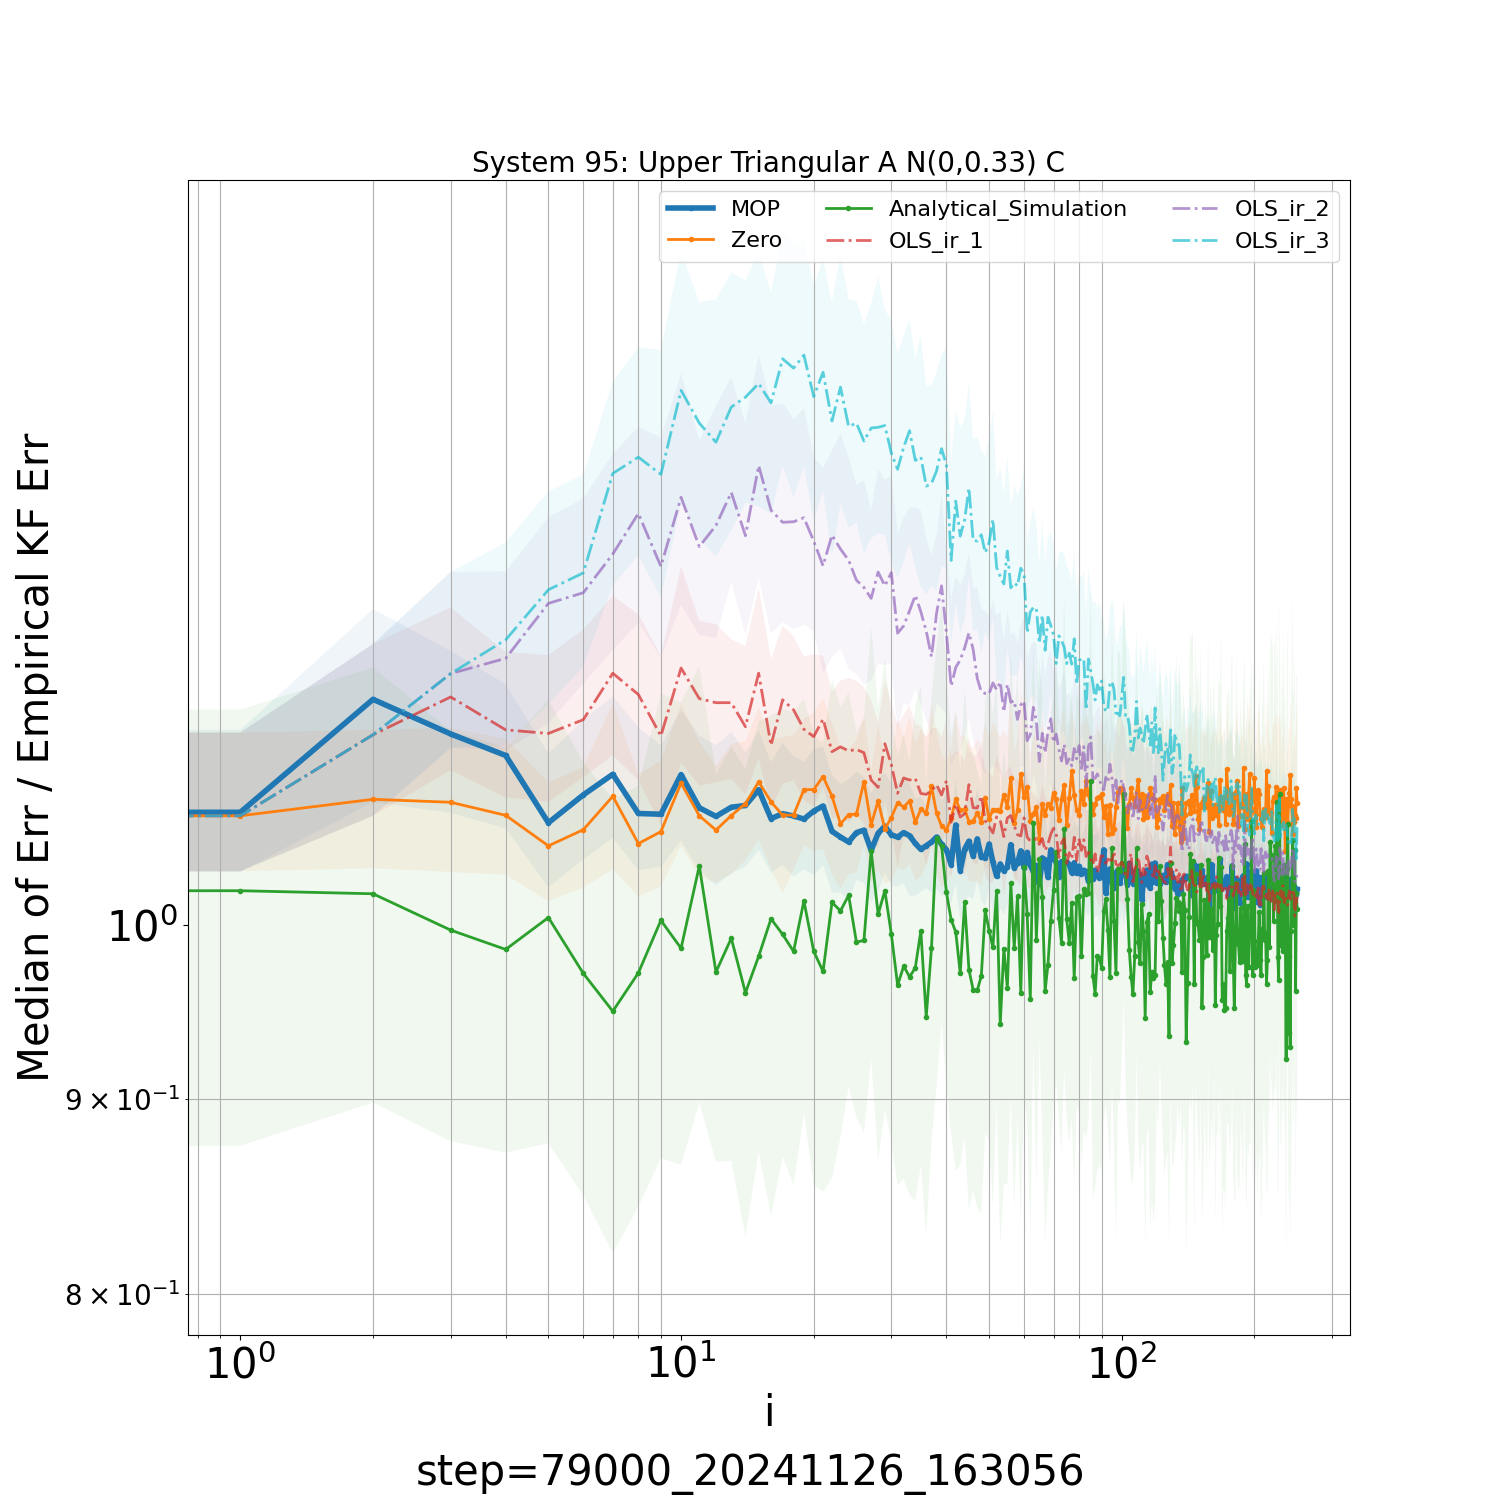 System 95: Upper Triangular A N(0,0.33) C
MOP
Zero
Analytical_Simulation
OLS_ir_1
OLS_ir_2
OLS_ir_3
Median of Err / Empirical KF Err
10⁰
9 × 10⁻¹
8 × 10⁻¹
10⁰ 10¹ 10²
i
step=79000_20241126_163056